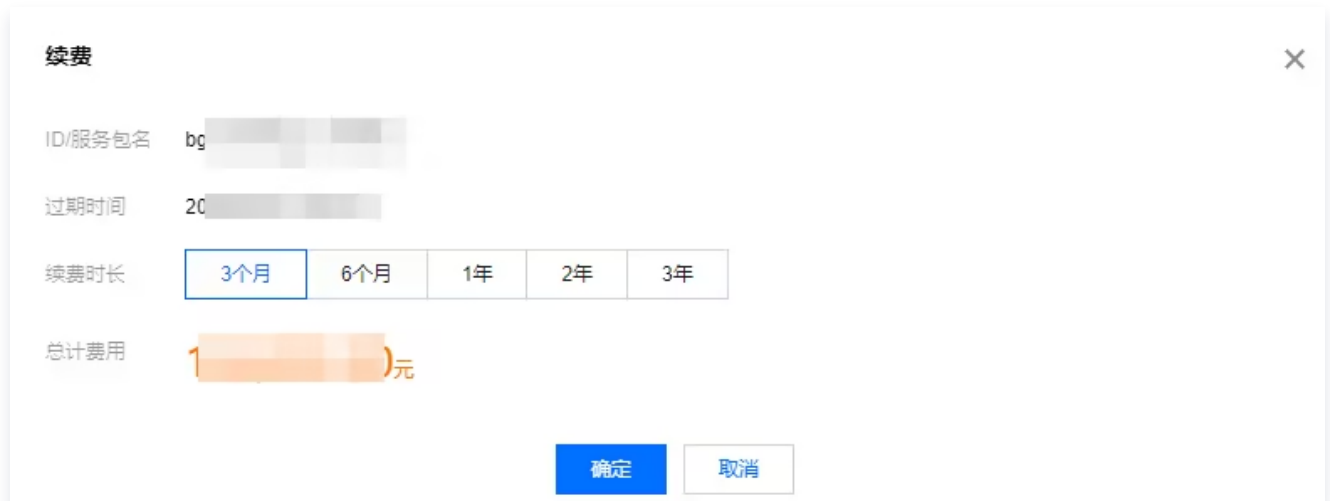 续费
ID/服务包名 bg
过期时间 20
续费时长 3个月 6个月 1年 2年 3年
总计费用 元
确定 取消